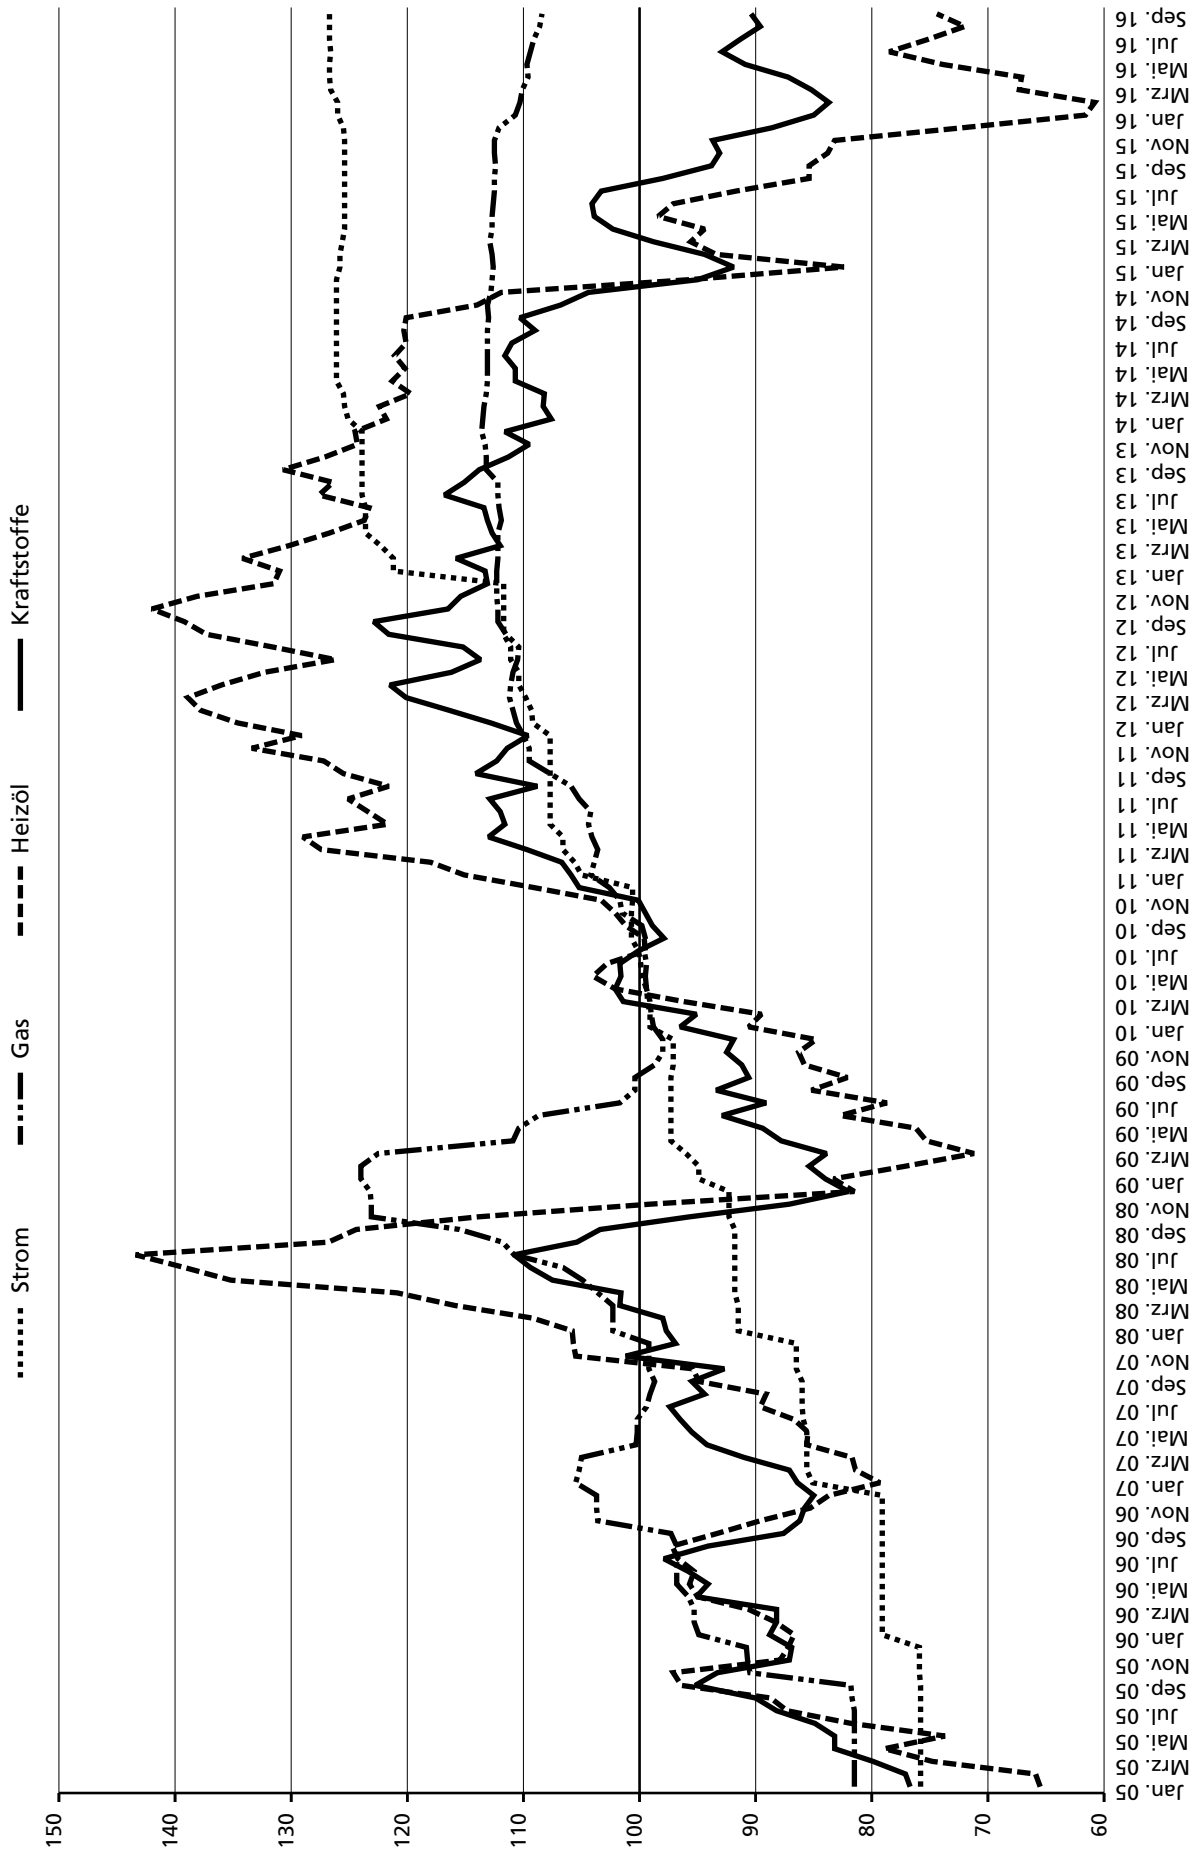 Strom
Gas
Heizöl
Kraftstoffe
150
140
130
120
110
100
90
80
70
60
Jan. 05
Mrz. 05
Mai. 05
Jul. 05
Sep. 05
Nov. 05
Jan. 06
Mrz. 06
Mai. 06
Jul. 06
Sep. 06
Nov. 06
Jan. 07
Mrz. 07
Mai. 07
Jul. 07
Sep. 07
Nov. 07
Jan. 08
Mrz. 08
Mai. 08
Jul. 08
Sep. 08
Nov. 08
Jan. 09
Mrz. 09
Mai. 09
Jul. 09
Sep. 09
Nov. 09
Jan. 10
Mrz. 10
Mai. 10
Jul. 10
Sep. 10
Nov. 10
Jan. 11
Mrz. 11
Mai. 11
Jul. 11
Sep. 11
Nov. 11
Jan. 12
Mrz. 12
Mai. 12
Jul. 12
Sep. 12
Nov. 12
Jan. 13
Mrz. 13
Mai. 13
Jul. 13
Sep. 13
Nov. 13
Jan. 14
Mrz. 14
Mai. 14
Jul. 14
Sep. 14
Nov. 14
Jan. 15
Mrz. 15
Mai. 15
Jul. 15
Sep. 15
Nov. 15
Jan. 16
Mrz. 16
Mai. 16
Jul. 16
Sep. 16